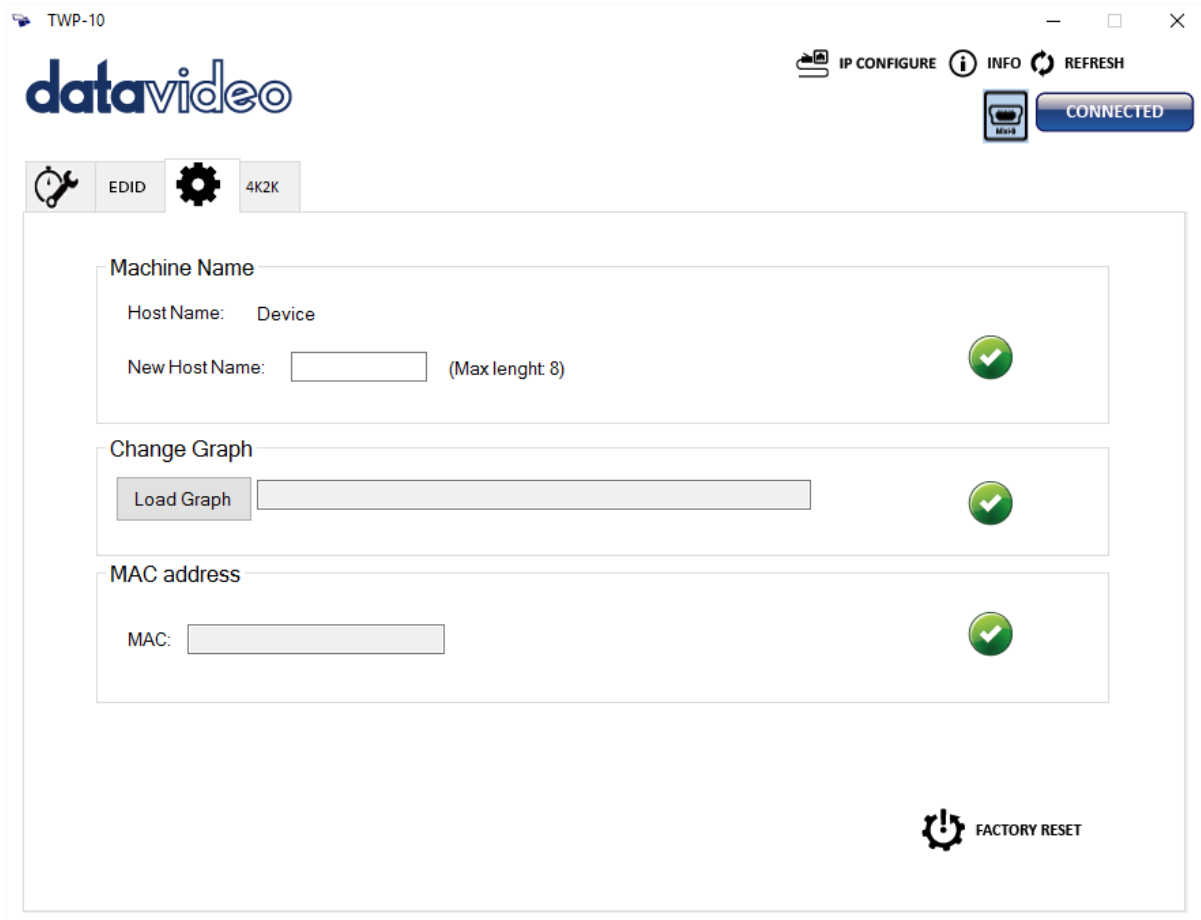 TWP-10
datavideo
IP CONFIGURE INFO REFRESH
Mini-B
CONNECTED
EDID
4K2K
Machine Name
Host Name: Device
New Host Name: (Max lenght: 8)
Change Graph
Load Graph
MAC address
MAC:
FACTORY RESET